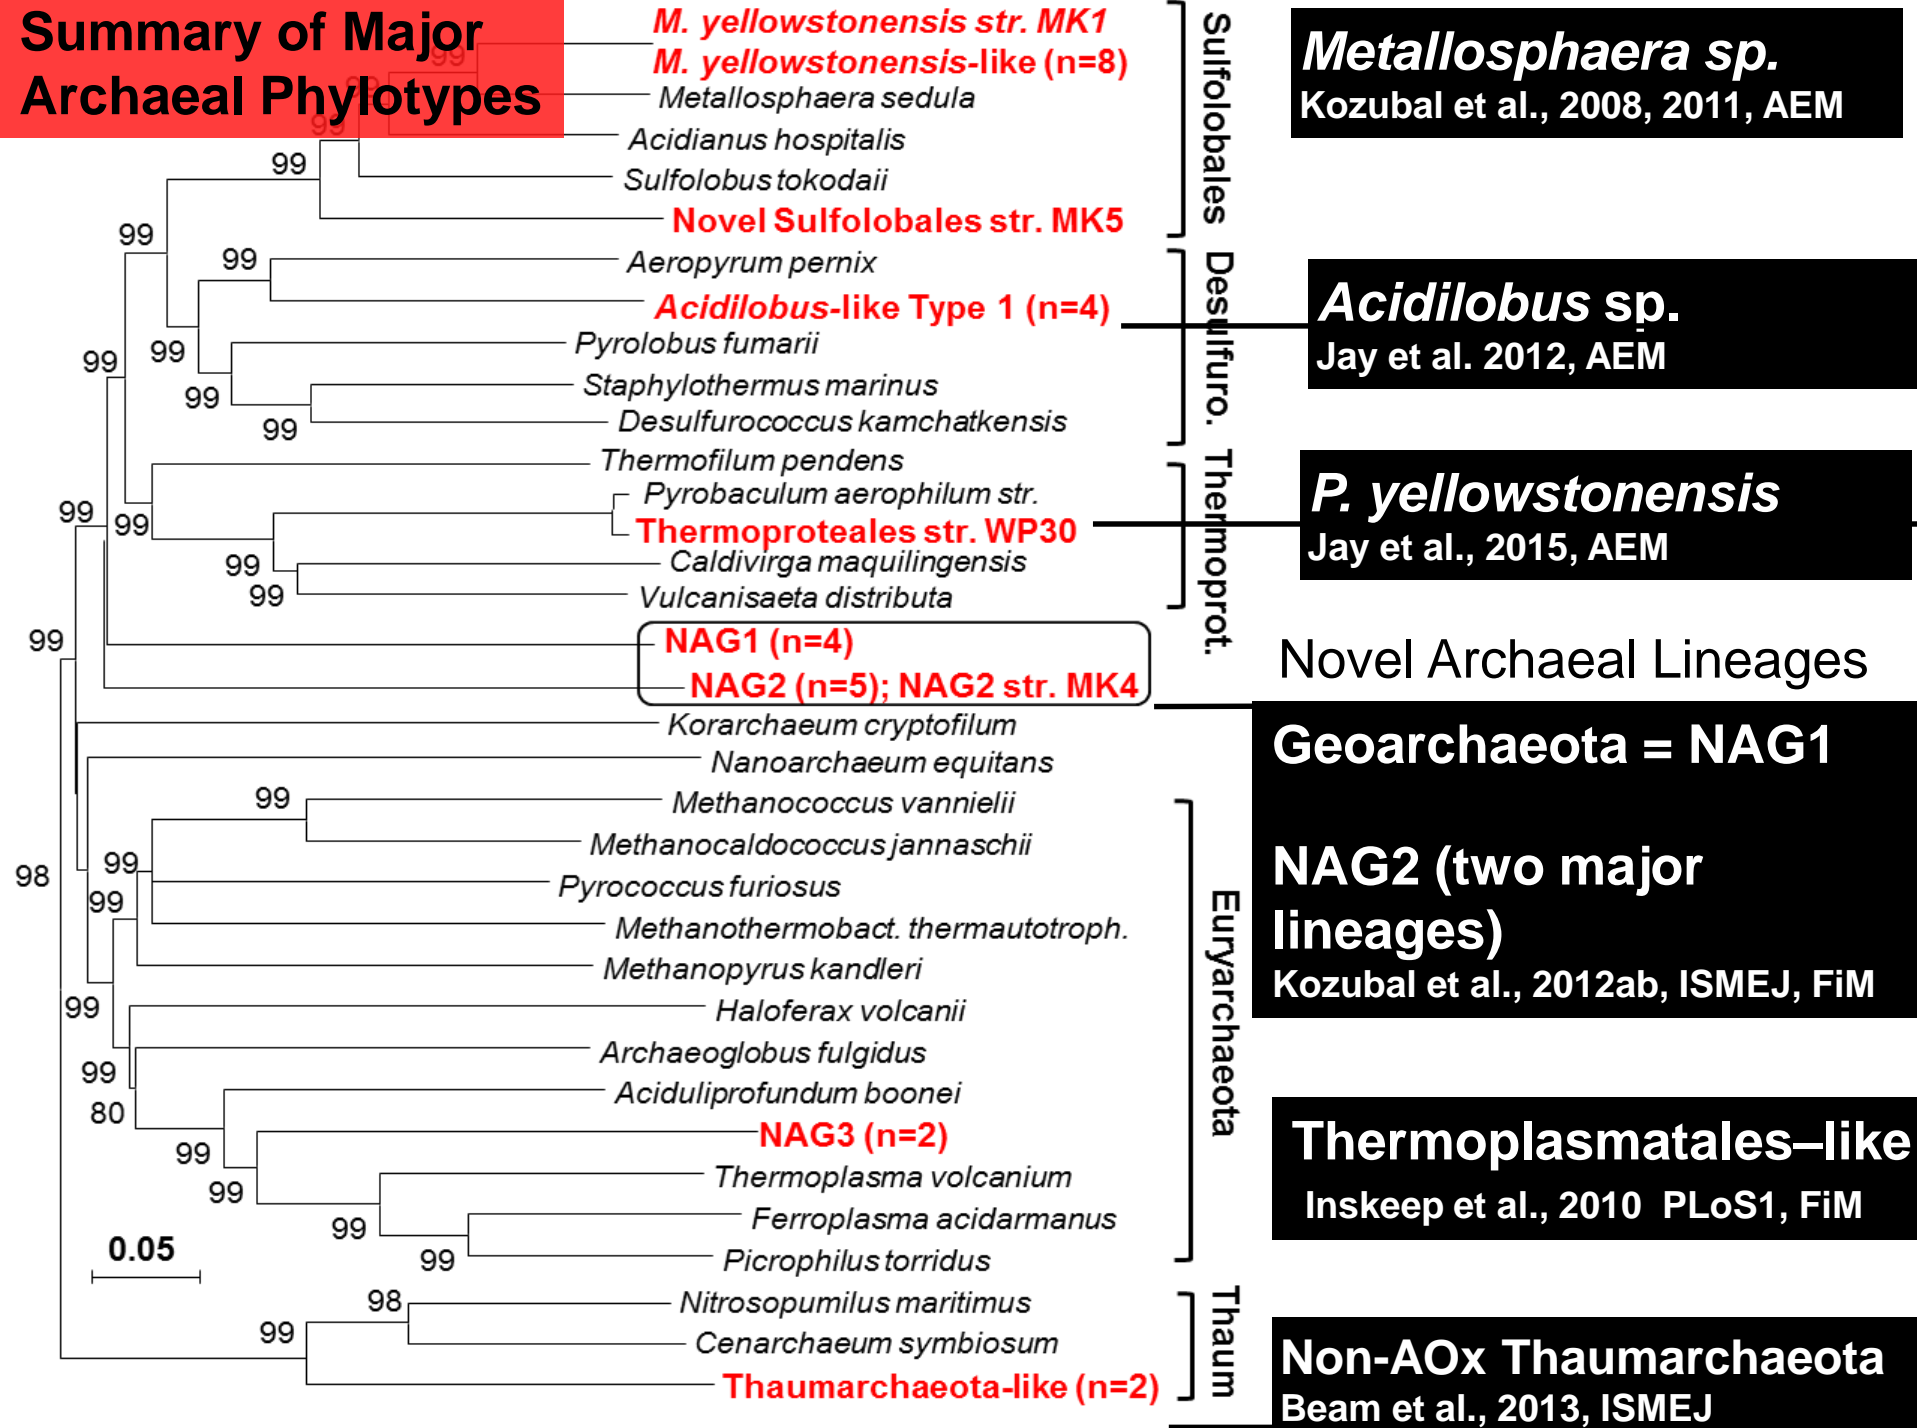 Summary of Major
Archaeal Phylotypes
M. yellowstonensis str. MK1
99
M. yellowstonensis-like (n=8)
99
Metallosphaera sedula
99
Acidianus hospitalis
99
Sulfolobus tokodaii
Novel Sulfolobales str. MK5
Sulfolobales
99
99
Aeropyrum pernix
Acidilobus-like Type 1 (n=4)
99
99
Pyrolobus fumarii
99
Staphylothermus marinus
99
Desulfurococcus kamchatkensis
Desulfuro.
Thermofilum pendens
Pyrobaculum aerophilum str.
99
99
Thermoproteales str. WP30
99
Caldivirga maquilingensis
99
Vulcanisaeta distributa
Thermoprot.
99
NAG1 (n=4)
NAG2 (n=5); NAG2 str. MK4
Korarchaeum cryptofilum
Nanoarchaeum equitans
99
Methanococcus vannielii
Methanocaldococcus jannaschii
98
99
Pyrococcus furiosus
99
Methanothermobact. thermautotroph.
Methanopyrus kandleri
99
Haloferax volcanii
Archaeoglobus fulgidus
99
Aciduliprofundum boonei
80
NAG3 (n=2)
99
Thermoplasma volcanium
99
Ferroplasma acidarmanus
99
Picrophilus torridus
99
Euryarchaeota
0.05
98
Nitrosopumilus maritimus
99
Cenarchaeum symbiosum
Thaumarchaeota-like (n=2)
Thaum
Metallosphaera sp.
Kozubal et al., 2008, 2011, AEM
Acidilobus sp.
Jay et al. 2012, AEM
P. yellowstonensis
Jay et al., 2015, AEM
Novel Archaeal Lineages
Geoarchaeota = NAG1
NAG2 (two major
lineages)
Kozubal et al., 2012ab, ISMEJ, FiM
Thermoplasmatales–like
Inskeep et al., 2010 PLoS1, FiM
Non-AOx Thaumarchaeota
Beam et al., 2013, ISMEJ